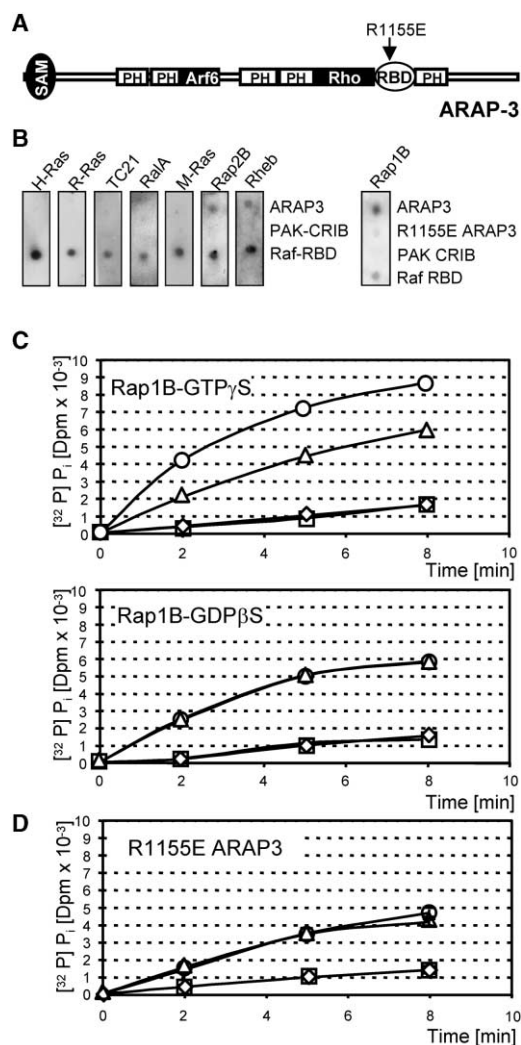 A
R1155E
SAM PH PH Arf6 PH PH Rho RBD PH
ARAP-3
B
H-Ras R-Ras TC21 RalA M-Ras Rap2B Rheb Rap1B
ARAP3 ARAP3
PAK-CRIB R1155E ARAP3
Raf-RBD PAK CRIB
Raf RBD
C
10
9
8
7
6
5
4
3
2
1
0
[³² P] Pᵢ [Dpm x 10⁻³]
Rap1B-GTPγS
0 2 4 6 8 10
Time [min]
10
9
8
7
6
5
4
3
2
1
0
[³² P] Pᵢ [Dpm x 10⁻³]
Rap1B-GDPβS
0 2 4 6 8 10
Time [min]
D
10
9
8
7
6
5
4
3
2
1
0
[³² P] Pᵢ [Dpm x 10⁻³]
R1155E ARAP3
0 2 4 6 8 10
Time [min]